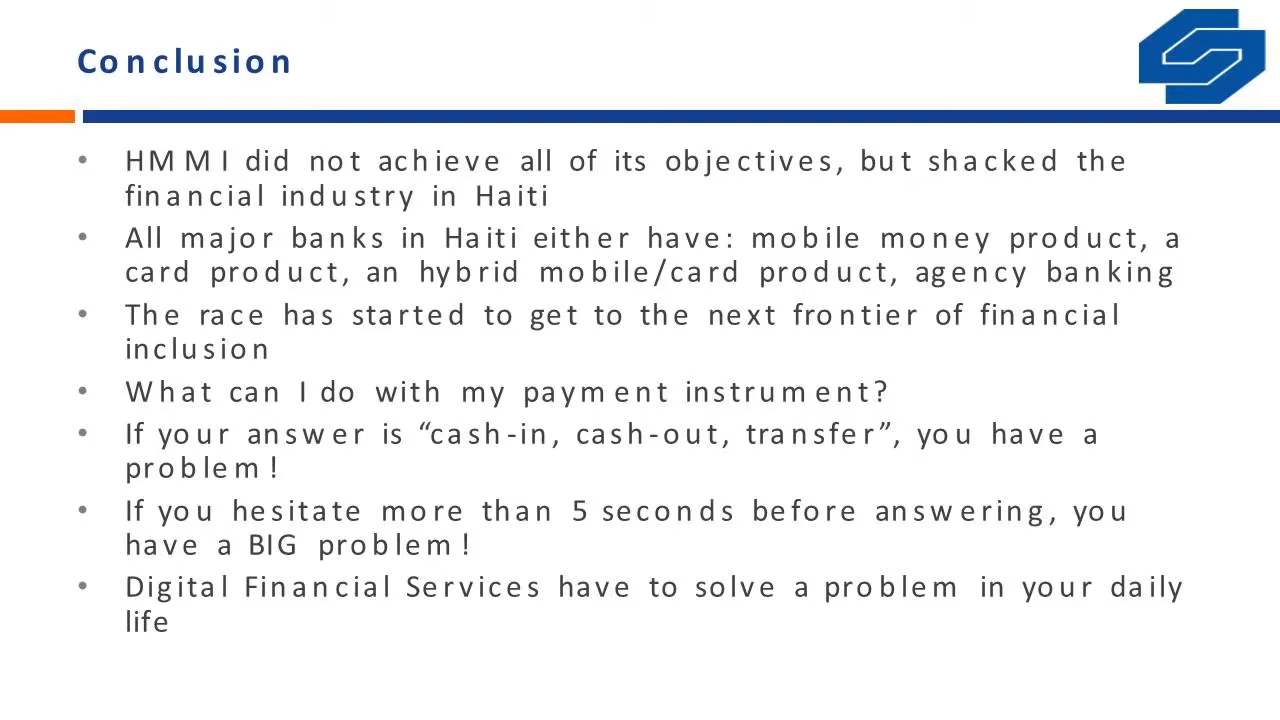 Conclusion
• HMMI did not achieve all of its objectives, but shacked the
financial industry in Haiti
• All major banks in Haiti either have: mobile money product, a
card product, an hybrid mobile/card product, agency banking
• The race has started to get to the next frontier of financial
inclusion
• What can I do with my payment instrument?
• If your answer is “cash-in, cash-out, transfer”, you have a
problem!
• If you hesitate more than 5 seconds before answering, you
have a BIG problem!
• Digital Financial Services have to solve a problem in your daily
life